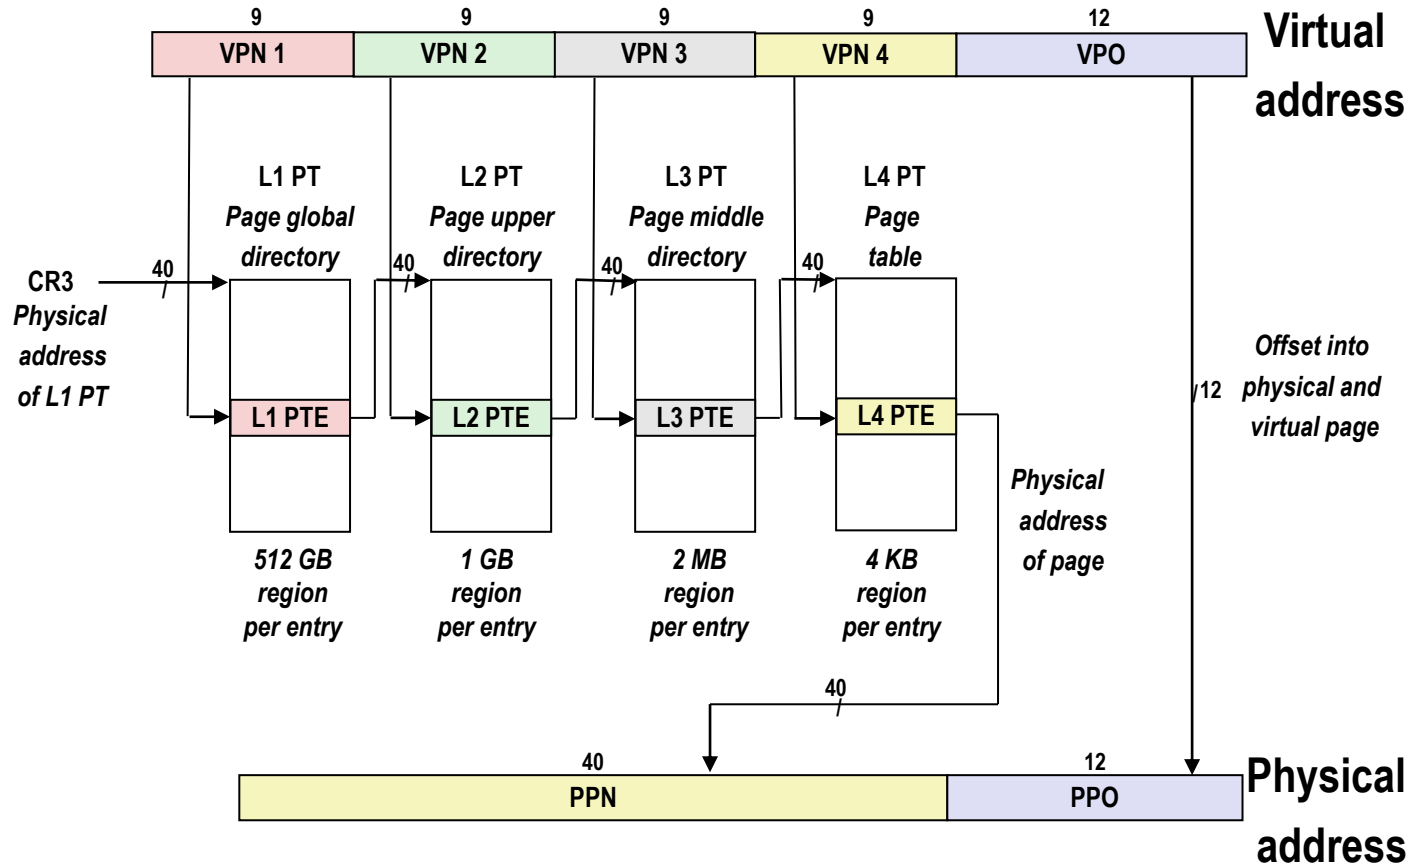 9 9 9 9 12
VPN 1 VPN 2 VPN 3 VPN 4 VPO
Virtual
address
L1 PT
Page global
directory
L2 PT
Page upper
directory
L3 PT
Page middle
directory
L4 PT
Page
table
CR3
Physical
address
of L1 PT
40
40
40
40
L1 PTE
L2 PTE
L3 PTE
L4 PTE
12
Offset into
physical and
virtual page
Physical
address
of page
512 GB
region
per entry
1 GB
region
per entry
2 MB
region
per entry
4 KB
region
per entry
40
40 12
PPN PPO
Physical
address